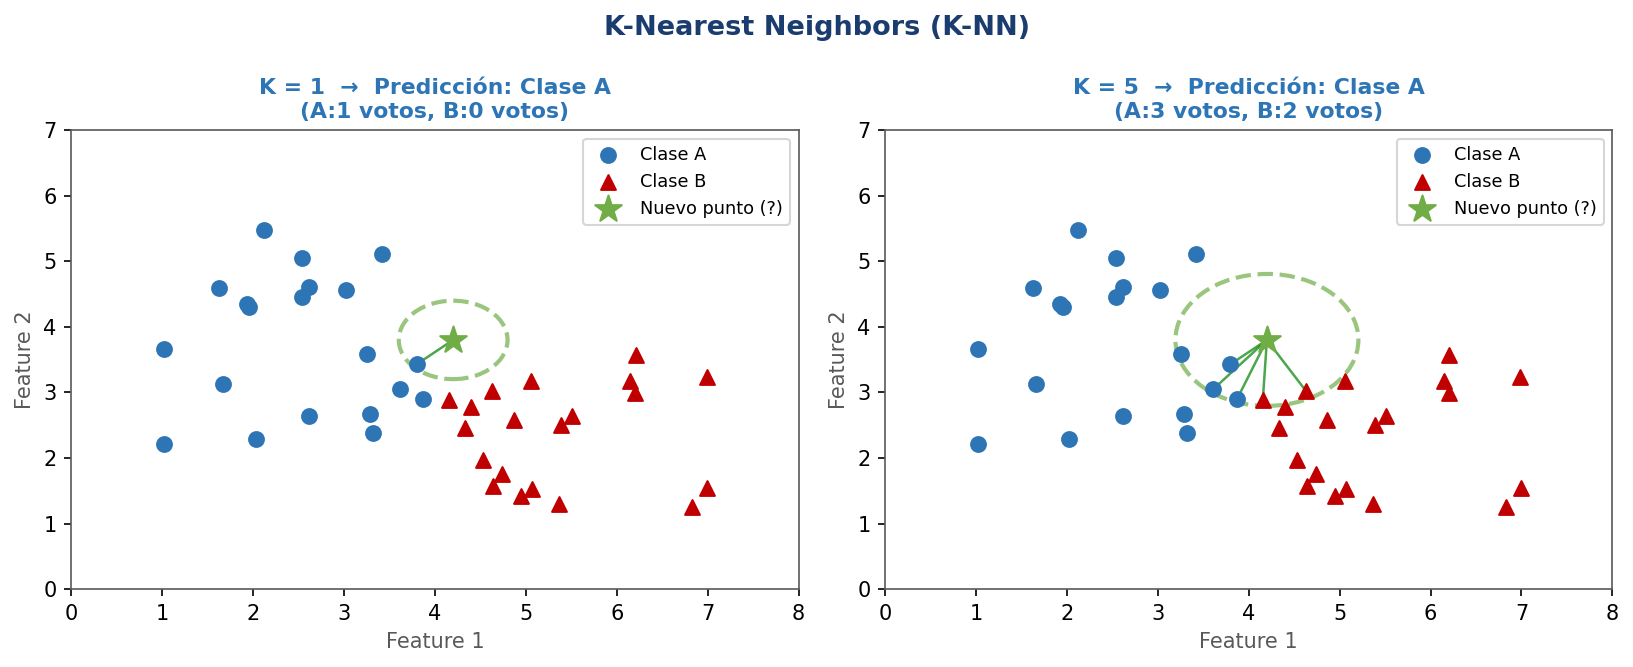 K-Nearest Neighbors (K-NN)
K = 1 → Predicción: Clase A
(A:1 votos, B:0 votos)
Clase A
Clase B
Nuevo punto (?)
7
6
5
4
3
2
1
0
Feature 2
0 1 2 3 4 5 6 7 8
Feature 1
K = 5 → Predicción: Clase A
(A:3 votos, B:2 votos)
Clase A
Clase B
Nuevo punto (?)
7
6
5
4
3
2
1
0
Feature 2
0 1 2 3 4 5 6 7 8
Feature 1